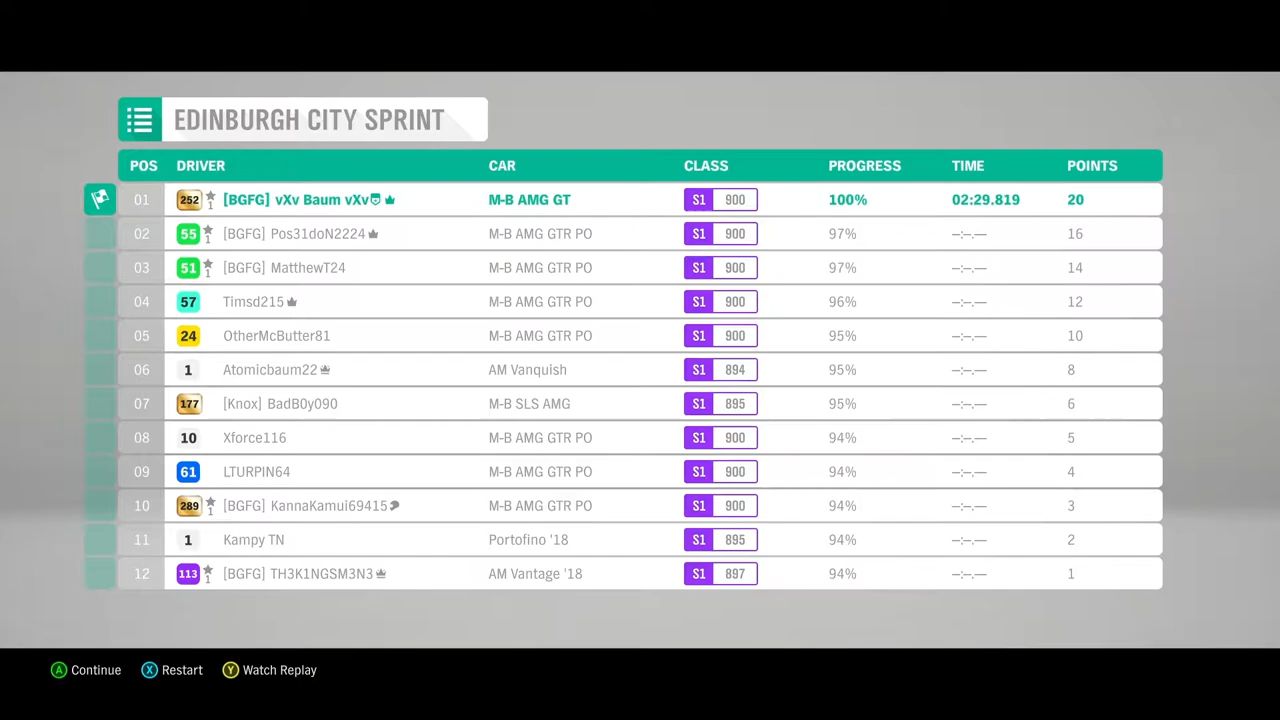 EDINBURGH CITY SPRINT
POS DRIVER CAR CLASS PROGRESS TIME POINTS
01 252 1 [BGFG] vXv Baum vXv M-B AMG GT S1 900 100% 02:29.819 20
02 55 1 [BGFG] Pos31doN2224 M-B AMG GTR PO S1 900 97% --:--.--- 16
03 51 1 [BGFG] MatthewT24 M-B AMG GTR PO S1 900 97% --:--.--- 14
04 57 Timsd215 M-B AMG GTR PO S1 900 96% --:--.--- 12
05 24 OtherMcButter81 M-B AMG GTR PO S1 900 95% --:--.--- 10
06 1 Atomicbaum22 AM Vanquish S1 894 95% --:--.--- 8
07 177 [Knox] BadB0y090 M-B SLS AMG S1 895 95% --:--.--- 6
08 10 Xforce116 M-B AMG GTR PO S1 900 94% --:--.--- 5
09 61 LTURPIN64 M-B AMG GTR PO S1 900 94% --:--.--- 4
10 289 1 [BGFG] KannaKamui69415 M-B AMG GTR PO S1 900 94% --:--.--- 3
11 1 Kampy TN Portofino '18 S1 895 94% --:--.--- 2
12 113 1 [BGFG] TH3K1NGSM3N3 AM Vantage '18 S1 897 94% --:--.--- 1
A Continue X Restart Y Watch Replay